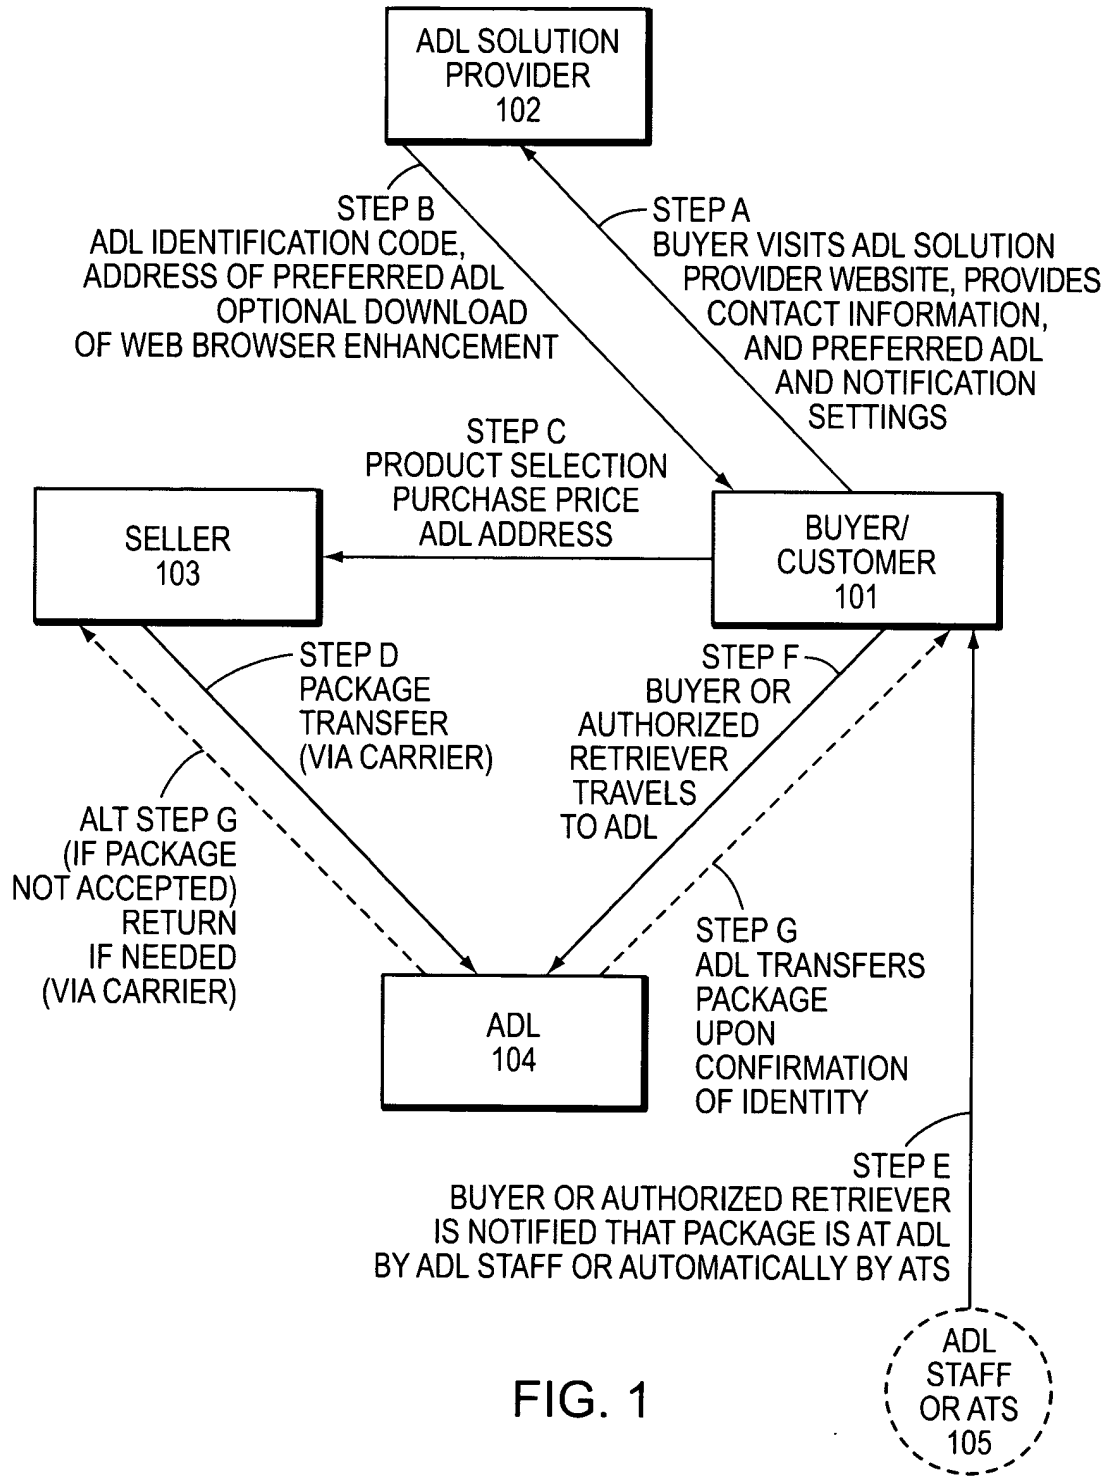 ADL SOLUTION
PROVIDER
102
STEP B
ADL IDENTIFICATION CODE,
ADDRESS OF PREFERRED ADL
OPTIONAL DOWNLOAD
OF WEB BROWSER ENHANCEMENT
STEP A
BUYER VISITS ADL SOLUTION
PROVIDER WEBSITE, PROVIDES
CONTACT INFORMATION,
AND PREFERRED ADL
AND NOTIFICATION
SETTINGS
STEP C
PRODUCT SELECTION
PURCHASE PRICE
ADL ADDRESS
SELLER
103
BUYER/
CUSTOMER
101
STEP D
PACKAGE
TRANSFER
(VIA CARRIER)
STEP F
BUYER OR
AUTHORIZED
RETRIEVER
TRAVELS
TO ADL
ALT STEP G
(IF PACKAGE
NOT ACCEPTED)
RETURN
IF NEEDED
(VIA CARRIER)
STEP G
ADL TRANSFERS
PACKAGE
UPON
CONFIRMATION
OF IDENTITY
ADL
104
STEP E
BUYER OR AUTHORIZED RETRIEVER
IS NOTIFIED THAT PACKAGE IS AT ADL
BY ADL STAFF OR AUTOMATICALLY BY ATS
ADL
STAFF
OR ATS
105
FIG. 1